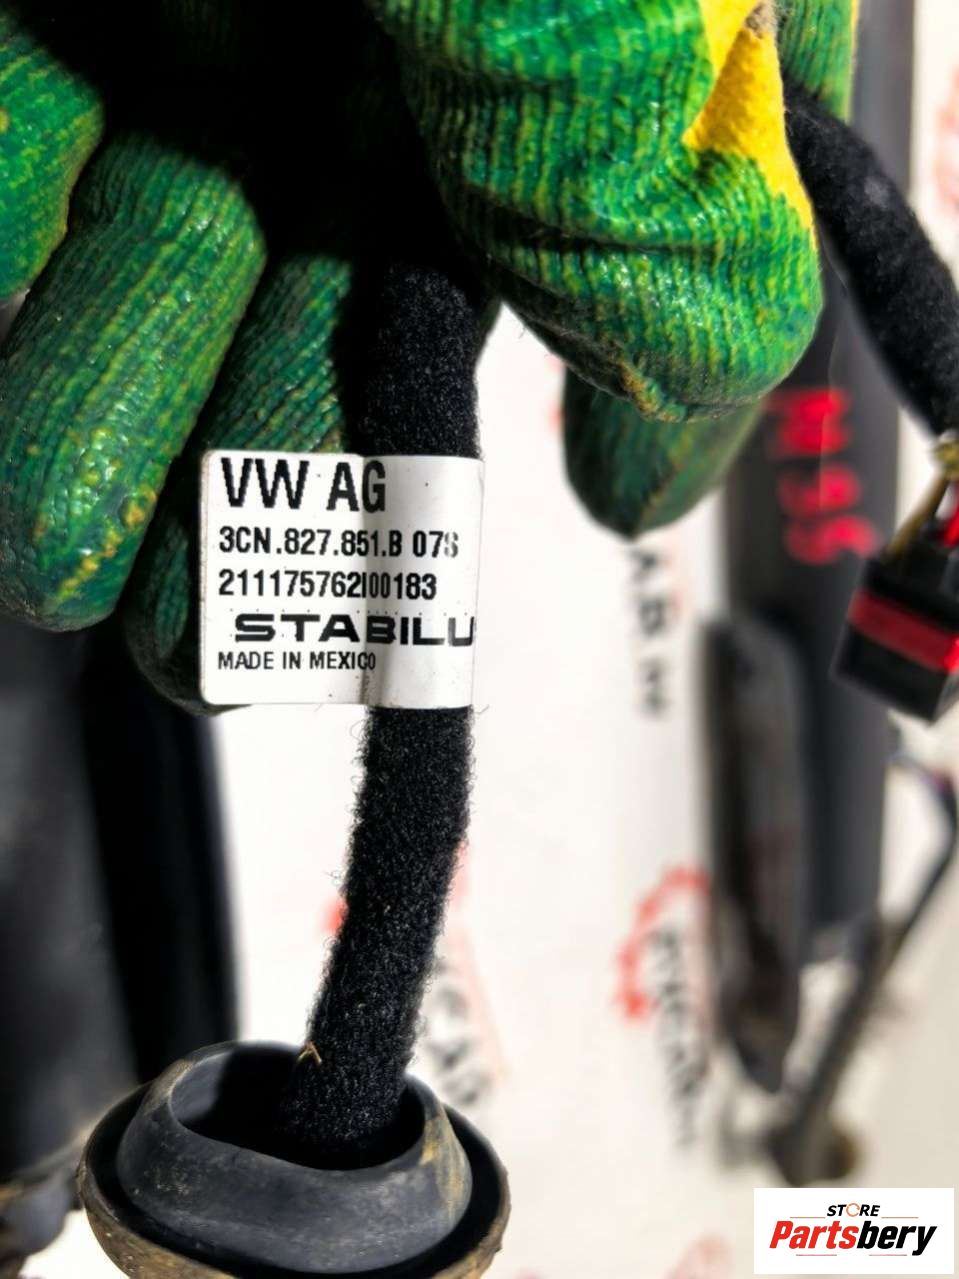 VW AG
3CN.827.851.B 07S
211175762I00183
STABILU
MADE IN MEXICO
STORE
Partsbery